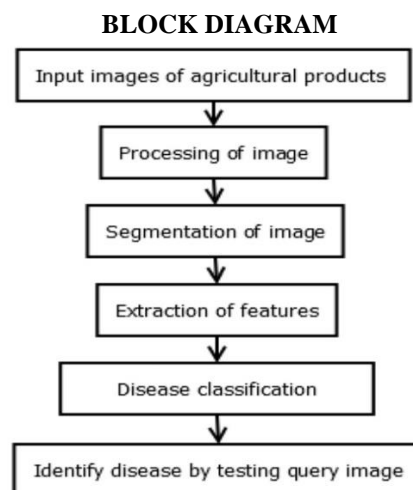 BLOCK DIAGRAM
Input images of agricultural products
Processing of image
Segmentation of image
Extraction of features
Disease classification
Identify disease by testing query image